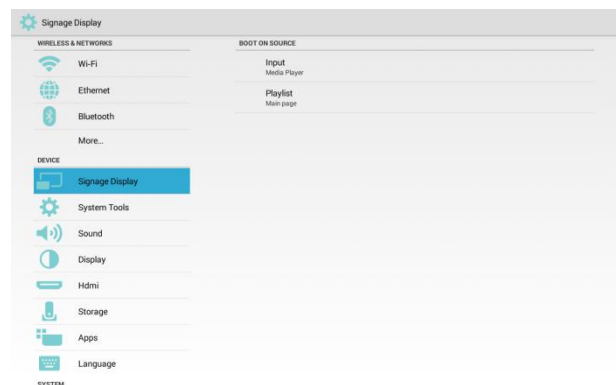 Signage Display
WIRELESS & NETWORKS
Wi-Fi
Ethernet
Bluetooth
More...
DEVICE
Signage Display
System Tools
Sound
Display
Hdmi
Storage
Apps
Language
SYSTEM
BOOT ON SOURCE
Input
Media Player
Playlist
Main page